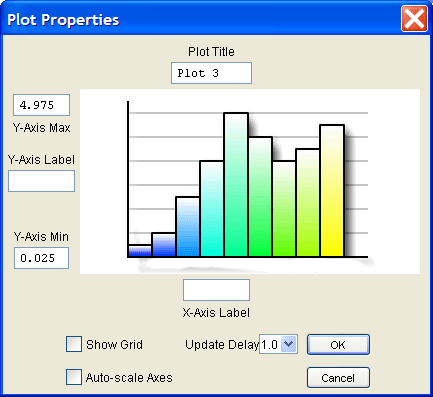 Plot Properties
Plot Title
Plot 3
4.975
Y-Axis Max
Y-Axis Label
Y-Axis Min
0.025
X-Axis Label
Show Grid
Update Delay 1.0
OK
Auto-scale Axes
Cancel